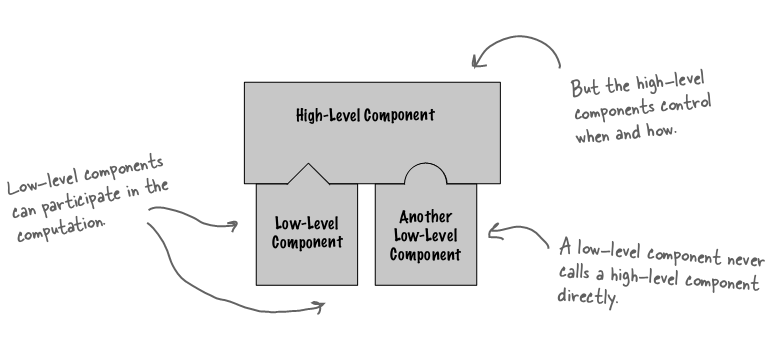 But the high-level
components control
when and how.
High-Level Component
Low-level components
can participate in the
computation.
Low-Level
Component
Another
Low-Level
Component
A low-level component never
calls a high-level component
directly.